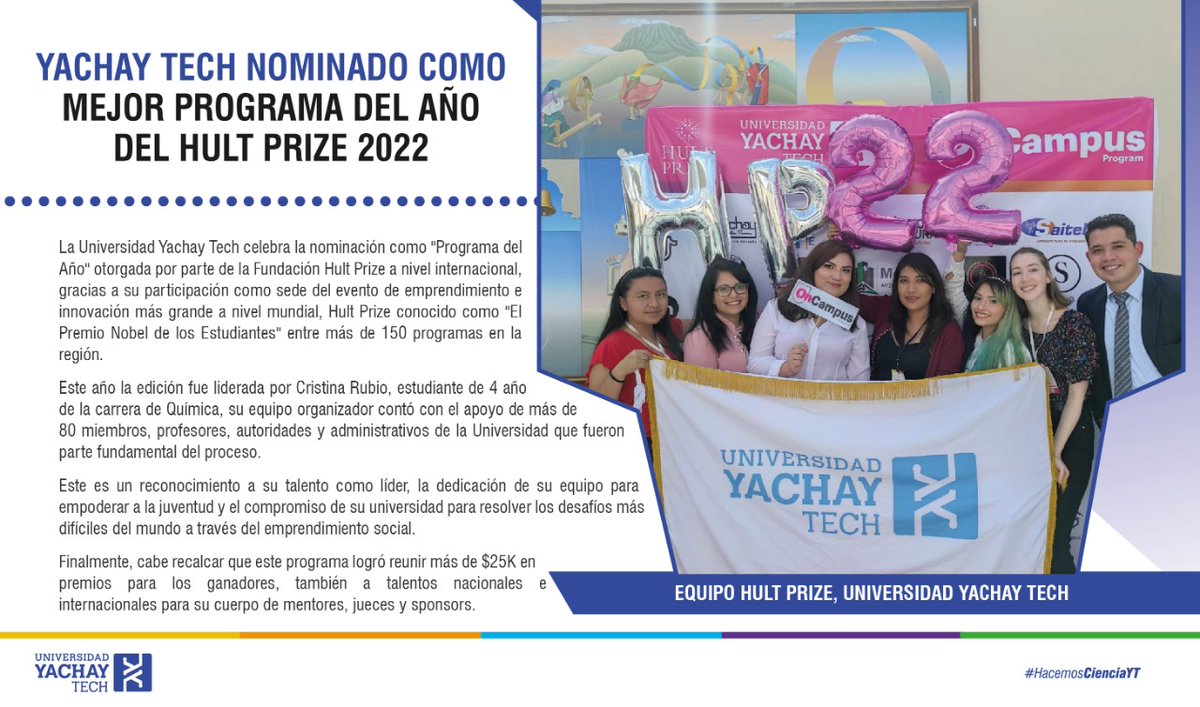 YACHAY TECH NOMINADO COMO
MEJOR PROGRAMA DEL AÑO
DEL HULT PRIZE 2022
La Universidad Yachay Tech celebra la nominación como "Programa del
Año" otorgada por parte de la Fundación Hult Prize a nivel internacional,
gracias a su participación como sede del evento de emprendimiento e
innovación más grande a nivel mundial, Hult Prize conocido como "El
Premio Nobel de los Estudiantes" entre más de 150 programas en la
región.
Este año la edición fue liderada por Cristina Rubio, estudiante de 4 año
de la carrera de Química, su equipo organizador contó con el apoyo de más de
80 miembros, profesores, autoridades y administrativos de la Universidad que fueron
parte fundamental del proceso.
Este es un reconocimiento a su talento como líder, la dedicación de su equipo para
empoderar a la juventud y el compromiso de su universidad para resolver los desafíos más
difíciles del mundo a través del emprendimiento social.
Finalmente, cabe recalcar que este programa logró reunir más de $25K en
premios para los ganadores, también a talentos nacionales e
internacionales para su cuerpo de mentores, jueces y sponsors.
UNIVERSIDAD
YACHAY
TECH
Campus
Program
HP22
Saitel
OnCampus
UNIVERSIDAD
YACHAY
TECH
EQUIPO HULT PRIZE, UNIVERSIDAD YACHAY TECH
UNIVERSIDAD
YACHAY
TECH
#HacemosCienciaYT